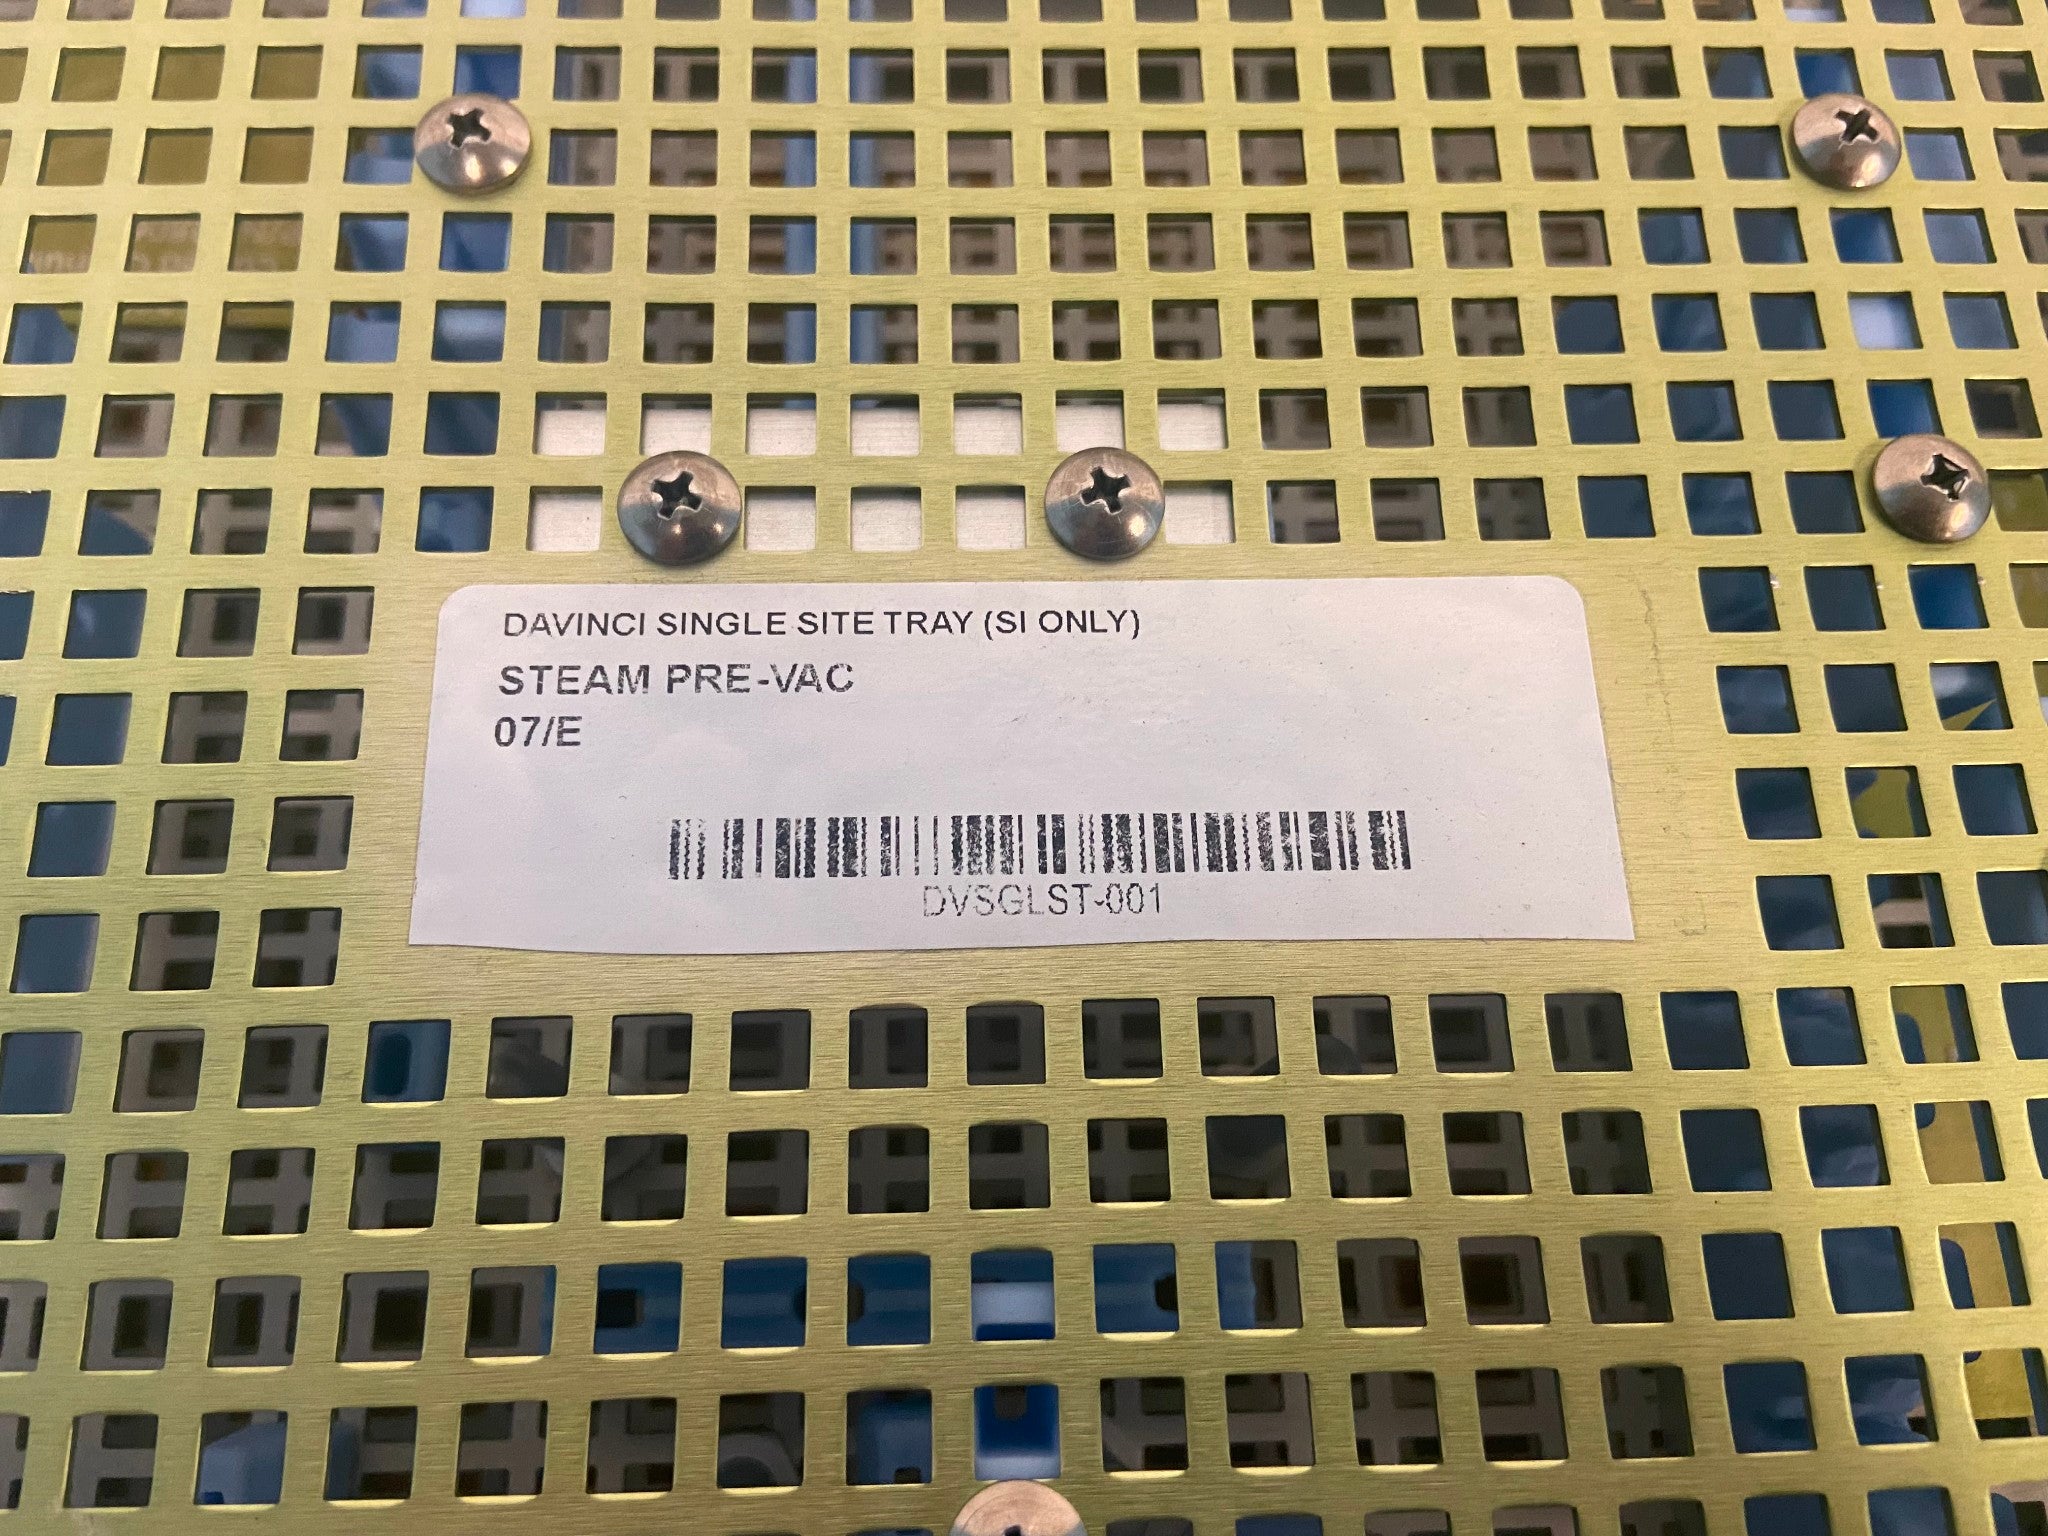 DAVINCI SINGLE SITE TRAY (SI ONLY)
STEAM PRE-VAC
07/E
DVSGLST-001